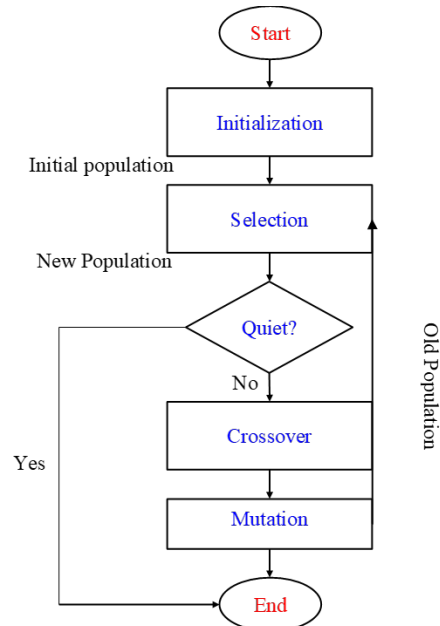 Start
Initialization
Initial population
Selection
New Population
Quiet?
No
Old Population
Crossover
Yes
Mutation
End